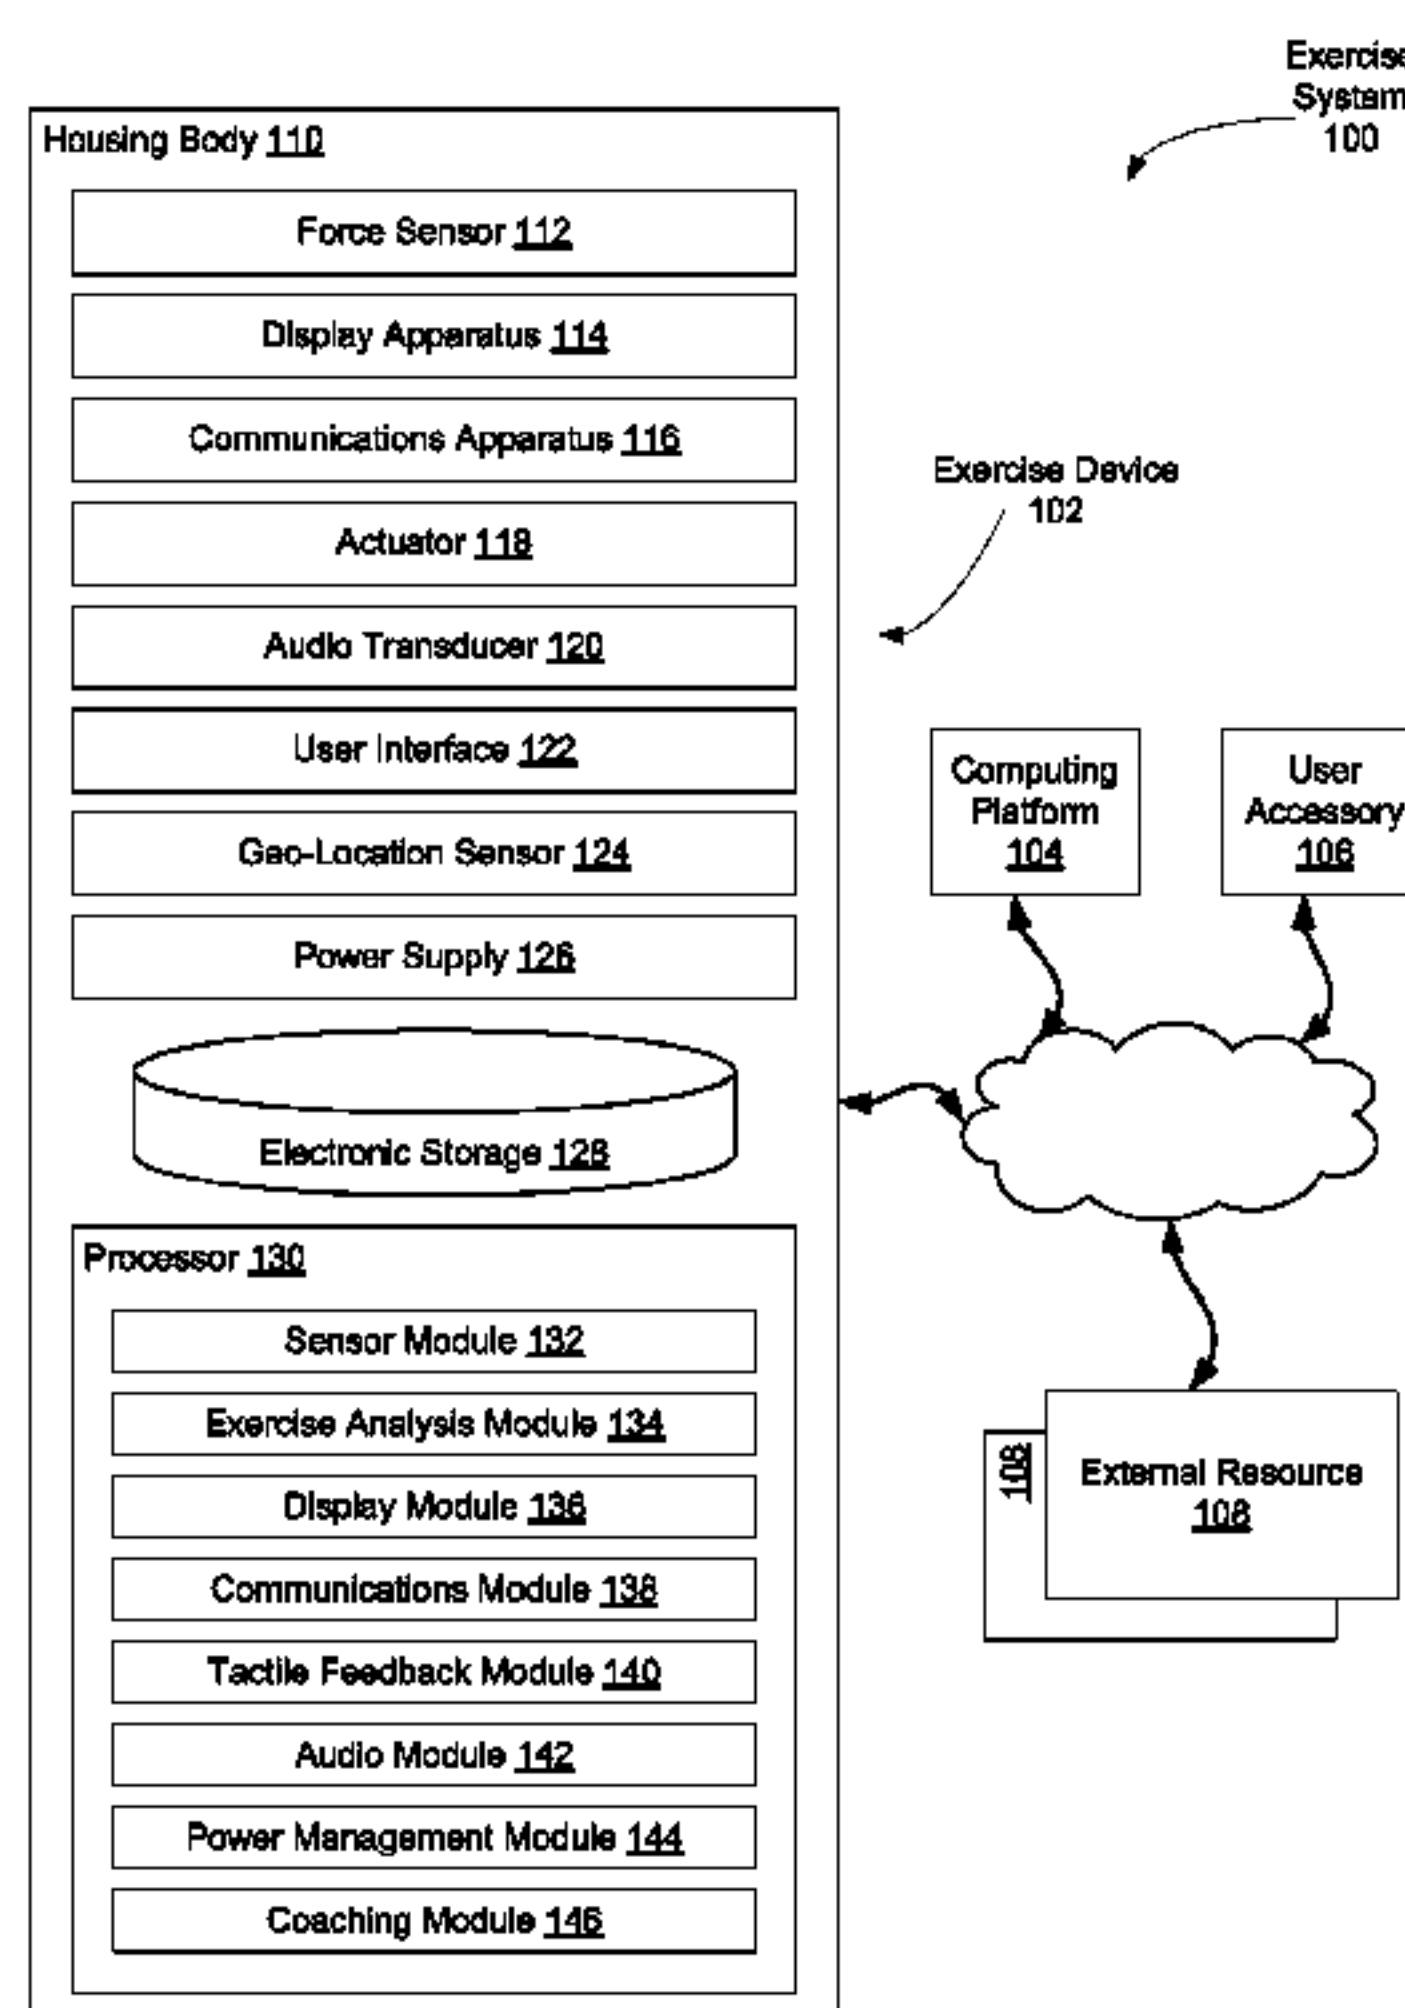 Exercise
System
100
Housing Body 110
Force Sensor 112
Display Apparatus 114
Communications Apparatus 116
Actuator 118
Audio Transducer 120
User Interface 122
Geo-Location Sensor 124
Power Supply 126
Electronic Storage 128
Processor 130
Sensor Module 132
Exercise Analysis Module 134
Display Module 136
Communications Module 138
Tactile Feedback Module 140
Audio Module 142
Power Management Module 144
Coaching Module 146
Exercise Device
102
Computing
Platform
104
User
Accessory
106
108
External Resource
108